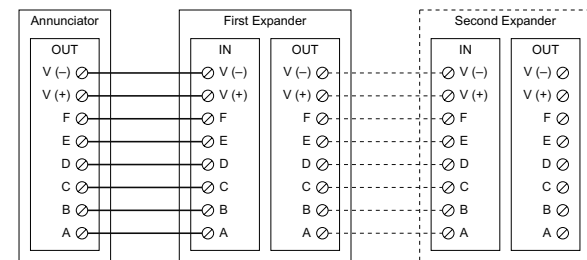 Annunciator First Expander Second Expander
OUT IN OUT IN OUT
V (–) V (–) V (–) V (–) V (–)
V (+) V (+) V (+) V (+) V (+)
F F F F F
E E E E E
D D D D D
C C C C C
B B B B B
A A A A A